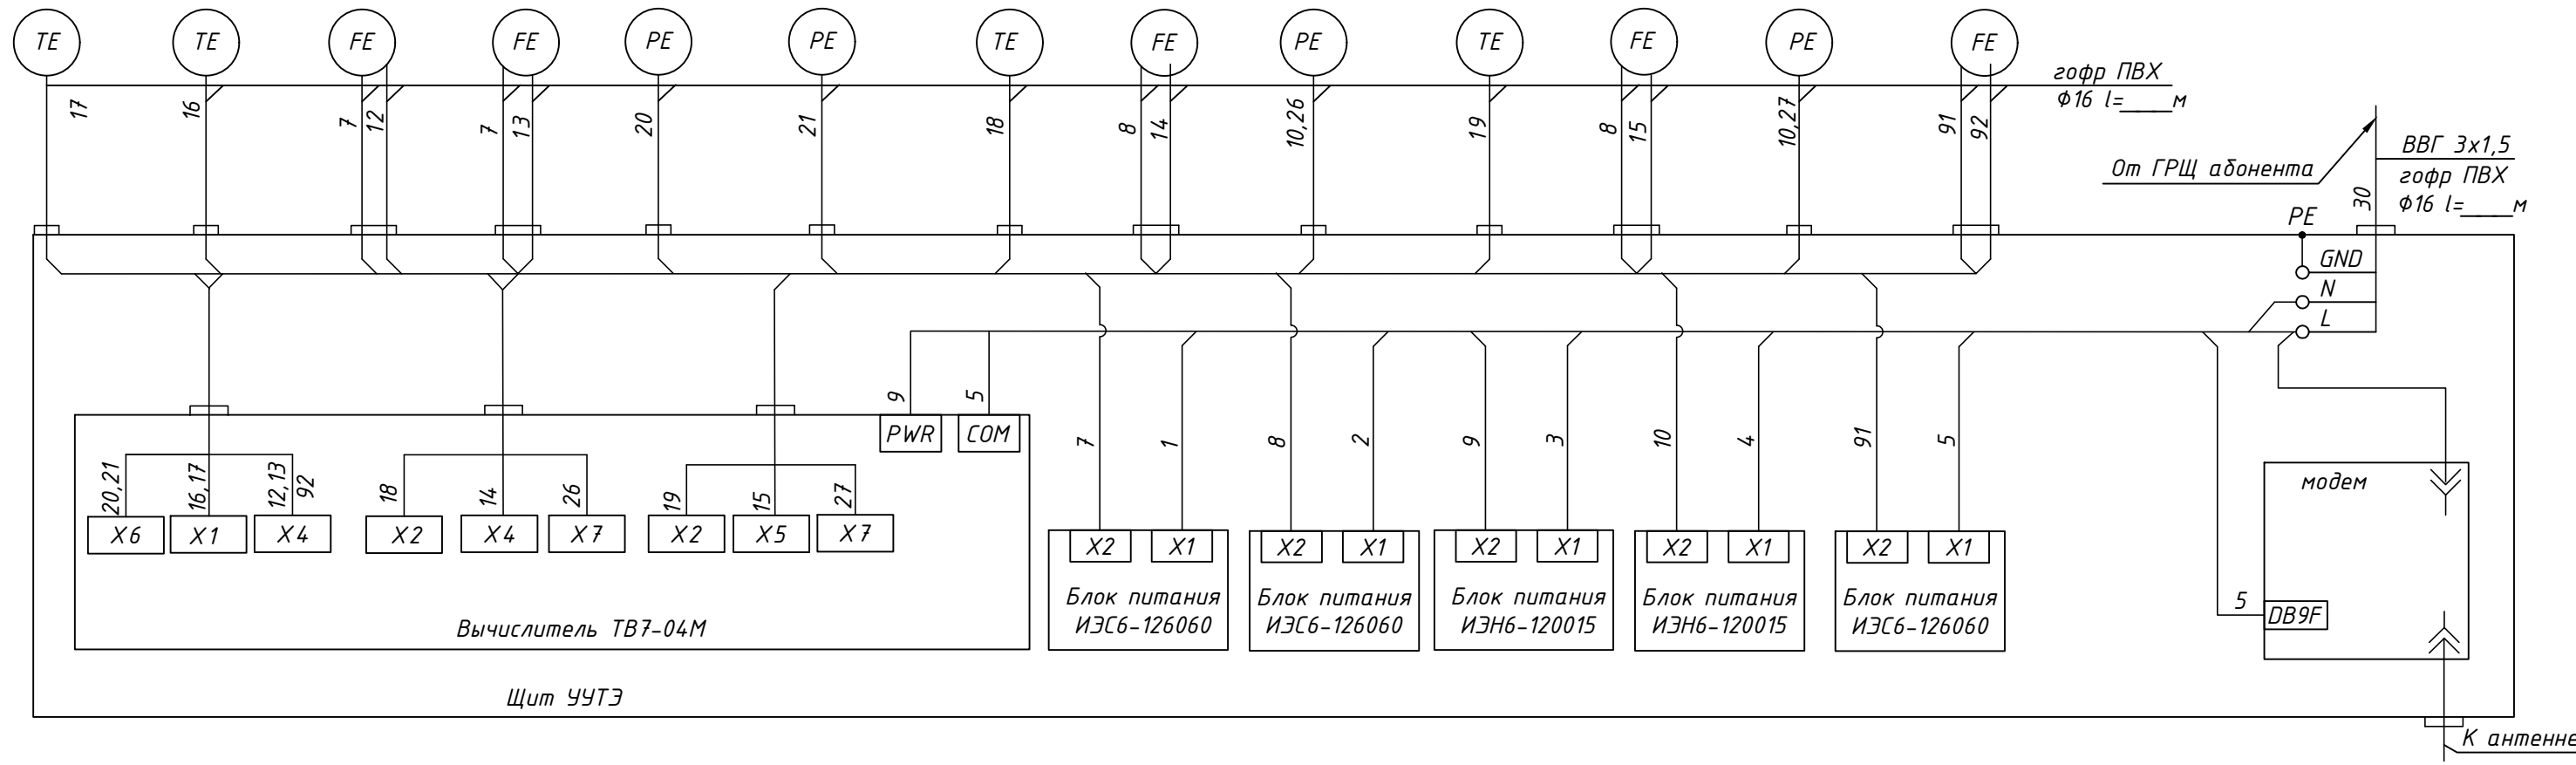 TE TE FE FE PE PE TE FE PE TE FE PE FE
гофр ПВХ
Ф16 l=____м
17 16 7 12 7 13 20 21 18 8 14 10,26 19 8 15 10,27 91 92
От ГРЩ абонента
ВВГ 3х1,5
гофр ПВХ
Ф16 l=____м
30
PE
GND
N
L
9 5
PWR COM
7 1 8 2 9 3 10 4 91 5
20,21 16,17 12,13 92 18 14 26 19 15 27
X6 X1 X4 X2 X4 X7 X2 X5 X7
X2 X1 X2 X1 X2 X1 X2 X1 X2 X1
модем
Блок питания
ИЭС6-126060
Блок питания
ИЭС6-126060
Блок питания
ИЭН6-120015
Блок питания
ИЭН6-120015
Блок питания
ИЭС6-126060
5
DB9F
Вычислитель ТВ7-04М
Щит УУТЭ
К антенне